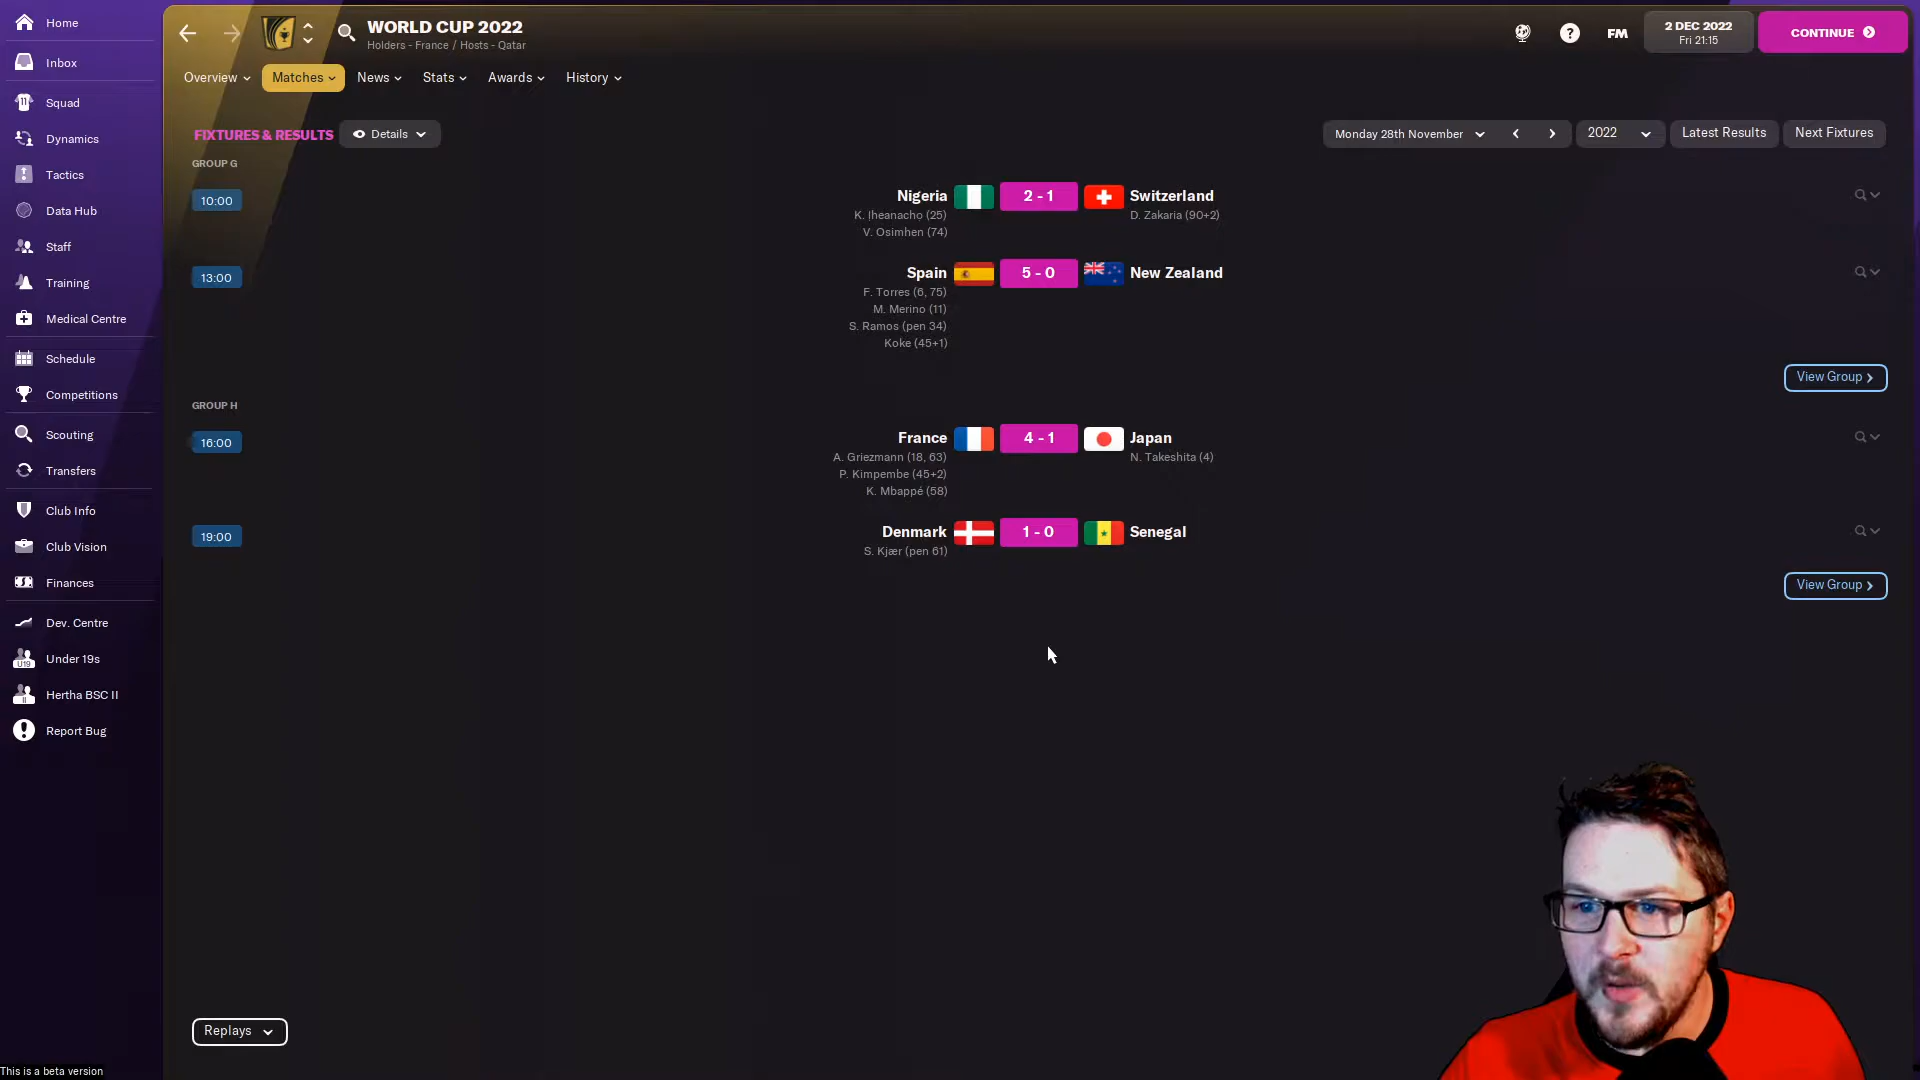 Home
Inbox
Squad
Dynamics
Tactics
Data Hub
Staff
Training
Medical Centre
Schedule
Competitions
Scouting
Transfers
Club Info
Club Vision
Finances
Dev. Centre
Under 19s
Hertha BSC II
Report Bug
This is a beta version
WORLD CUP 2022
Holders - France / Hosts - Qatar
FM
2 DEC 2022
Fri 21:15
CONTINUE
Overview Matches News Stats Awards History
FIXTURES & RESULTS Details
Monday 28th November 2022 Latest Results Next Fixtures
GROUP G
10:00 Nigeria 2 - 1 Switzerland
K. Iheanacho (25) D. Zakaria (90+2)
V. Osimhen (74)
13:00 Spain 5 - 0 New Zealand
F. Torres (6, 75)
M. Merino (11)
S. Ramos (pen 34)
Koke (45+1)
View Group
GROUP H
16:00 France 4 - 1 Japan
A. Griezmann (18, 63) N. Takeshita (4)
P. Kimpembe (45+2)
K. Mbappé (58)
19:00 Denmark 1 - 0 Senegal
S. Kjær (pen 61)
View Group
Replays